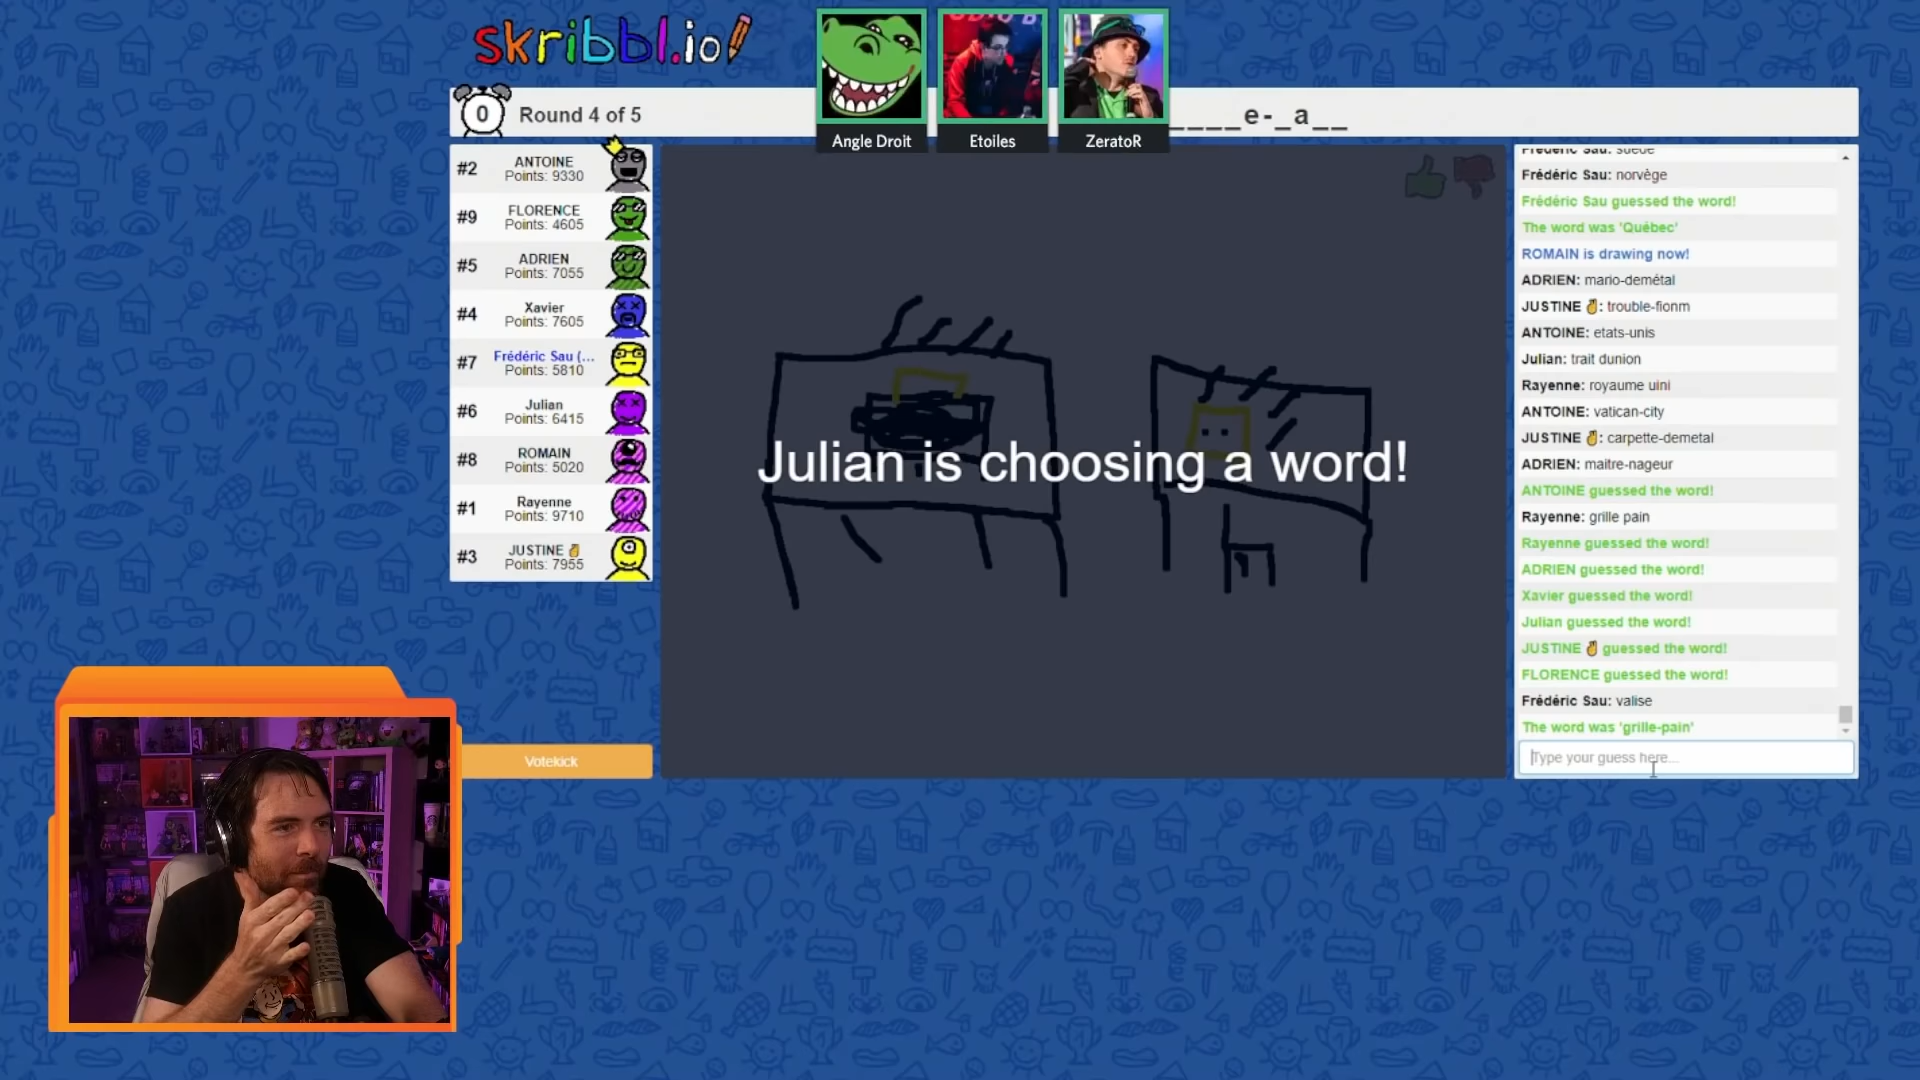 skribbl.io
0
Round 4 of 5
____e-_a__
Angle Droit
Etoiles
ZeratoR
#2
ANTOINE
Points: 9330
#9
FLORENCE
Points: 4605
#5
ADRIEN
Points: 7055
#4
Xavier
Points: 7605
#7
Frédéric Sau (...
Points: 5810
#6
Julian
Points: 6415
#8
ROMAIN
Points: 5020
#1
Rayenne
Points: 9710
#3
JUSTINE ✌
Points: 7955
Votekick
Julian is choosing a word!
Frédéric Sau: suède
Frédéric Sau: norvège
Frédéric Sau guessed the word!
The word was 'Québec'
ROMAIN is drawing now!
ADRIEN: mario-demétal
JUSTINE ✌: trouble-fionm
ANTOINE: etats-unis
Julian: trait dunion
Rayenne: royaume uini
ANTOINE: vatican-city
JUSTINE ✌: carpette-demetal
ADRIEN: maitre-nageur
ANTOINE guessed the word!
Rayenne: grille pain
Rayenne guessed the word!
ADRIEN guessed the word!
Xavier guessed the word!
Julian guessed the word!
JUSTINE ✌ guessed the word!
FLORENCE guessed the word!
Frédéric Sau: valise
The word was 'grille-pain'
Type your guess here...